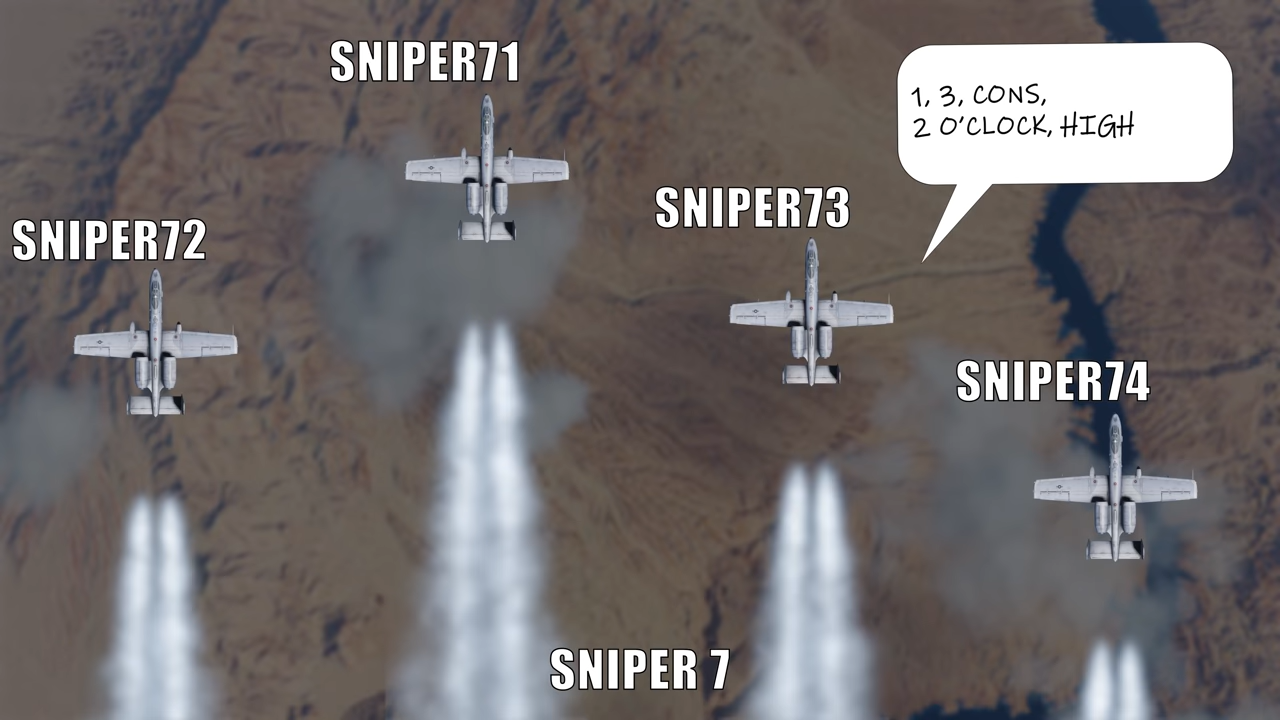 SNIPER71
1, 3, CONS,
2 O'CLOCK, HIGH
SNIPER73
SNIPER72
SNIPER74
SNIPER 7